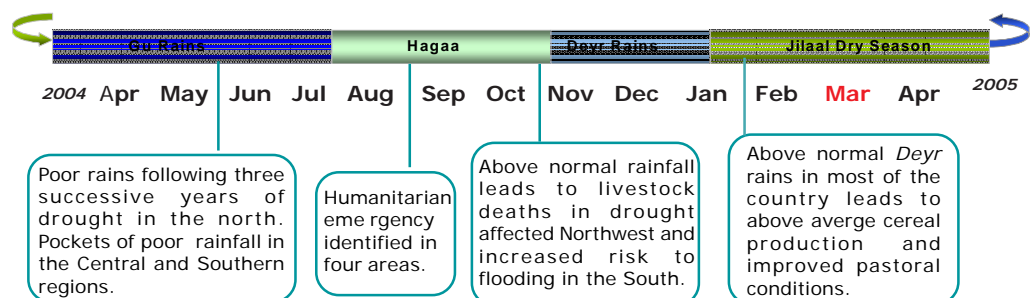 Gu Rains Hagaa Deyr Rains Jilaal Dry Season
2004 Apr May Jun Jul Aug Sep Oct Nov Dec Jan Feb Mar Apr 2005
Poor rains following three
successive years of
drought in the north.
Pockets of poor rainfall in
the Central and Southern
regions.
Humanitarian
eme rgency
identified in
four areas.
Above normal rainfall
leads to livestock
deaths in drought
affected Northwest and
increased risk to
flooding in the South.
Above normal Deyr
rains in most of the
country leads to
above averge cereal
production and
improved pastoral
conditions.